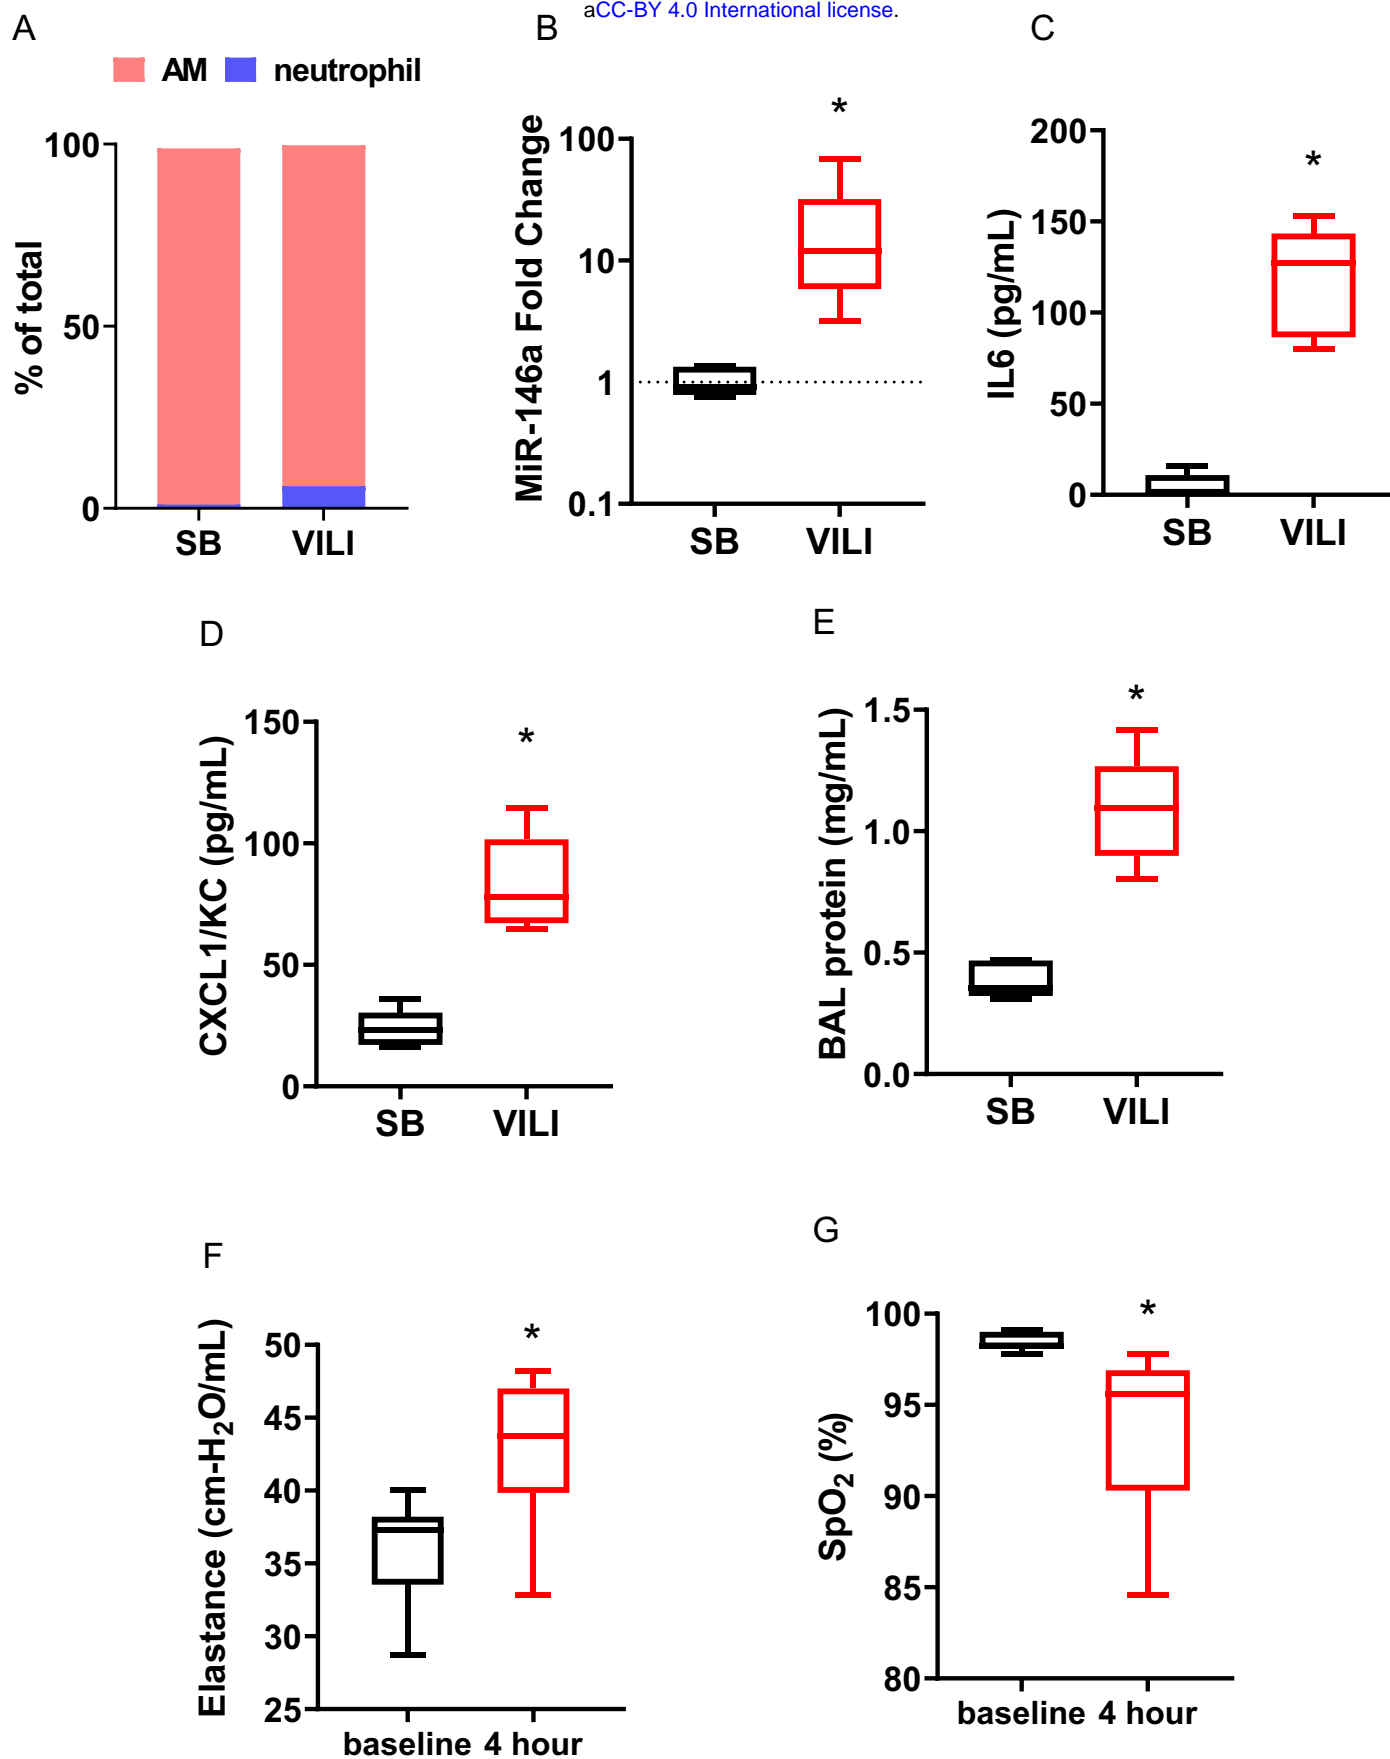 aCC-BY 4.0 International license.
A
AM neutrophil
% of total
100
50
0
SB VILI
B
MiR-146a Fold Change
100
10
1
0.1
*
SB VILI
C
IL6 (pg/mL)
200
150
100
50
0
*
SB VILI
D
CXCL1/KC (pg/mL)
150
100
50
0
*
SB VILI
E
BAL protein (mg/mL)
1.5
1.0
0.5
0.0
*
SB VILI
F
Elastance (cm-H₂O/mL)
50
45
40
35
30
25
*
baseline 4 hour
G
SpO₂ (%)
100
95
90
85
80
*
baseline 4 hour